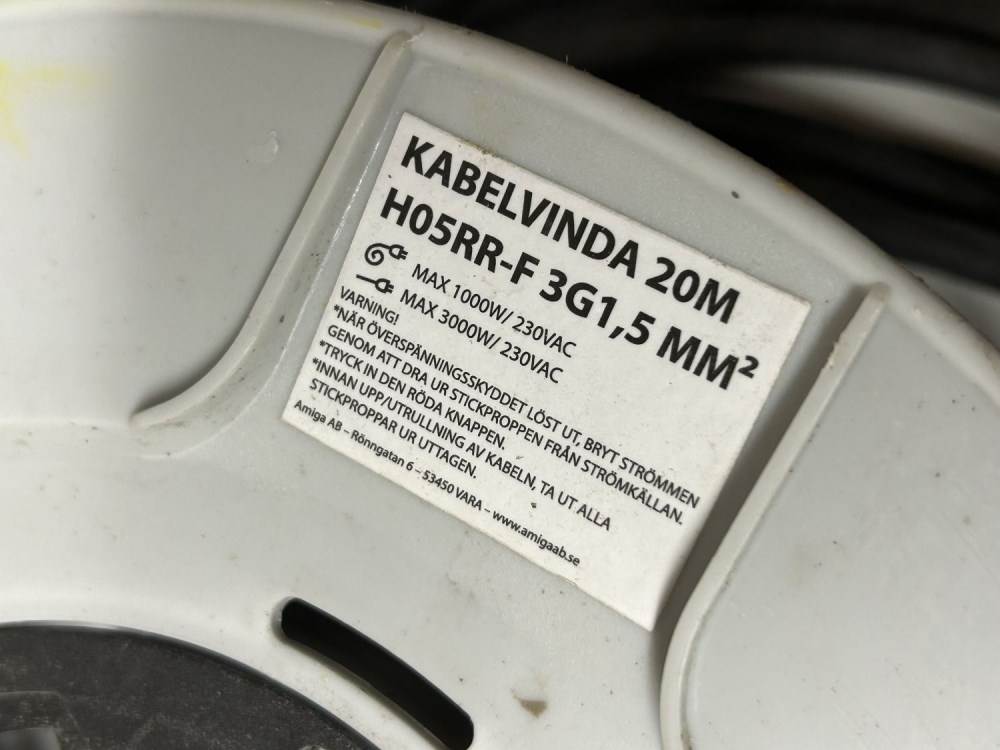 KABELVINDA 20M
H05RR-F 3G1,5 MM²
MAX 1000W/ 230VAC
MAX 3000W/ 230VAC
VARNING!
*NÄR ÖVERSPÄNNINGSSKYDDET LÖST UT, BRYT STRÖMMEN
GENOM ATT DRA UR STICKPROPPEN FRÅN STRÖMKÄLLAN.
*TRYCK IN DEN RÖDA KNAPPEN.
*INNAN UPP/UTRULLNING AV KABELN, TA UT ALLA
STICKPROPPAR UR UTTAGEN.
Amiga AB – Rönngatan 6 – 53450 VARA – www.amigaab.se